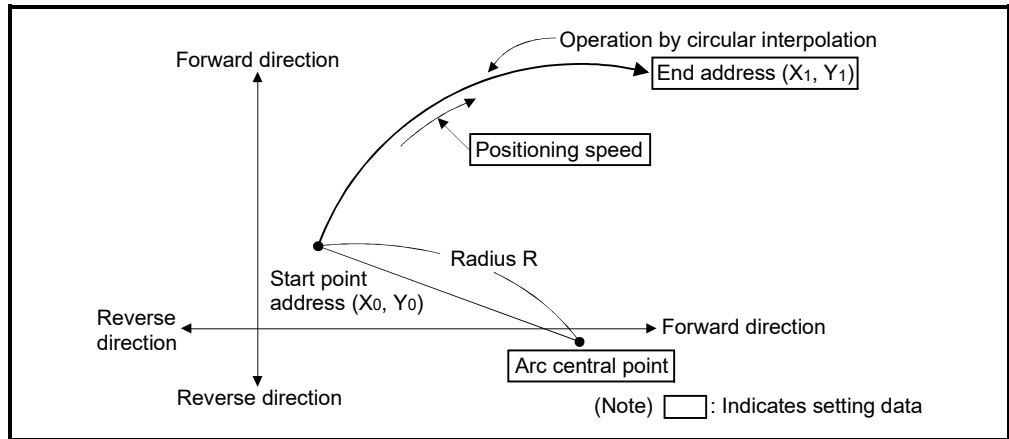 Operation by circular interpolation
Forward direction
End address (X1, Y1)
Positioning speed
Radius R
Start point
address (X0, Y0)
Reverse
direction
Forward direction
Arc central point
Reverse direction
(Note) : Indicates setting data